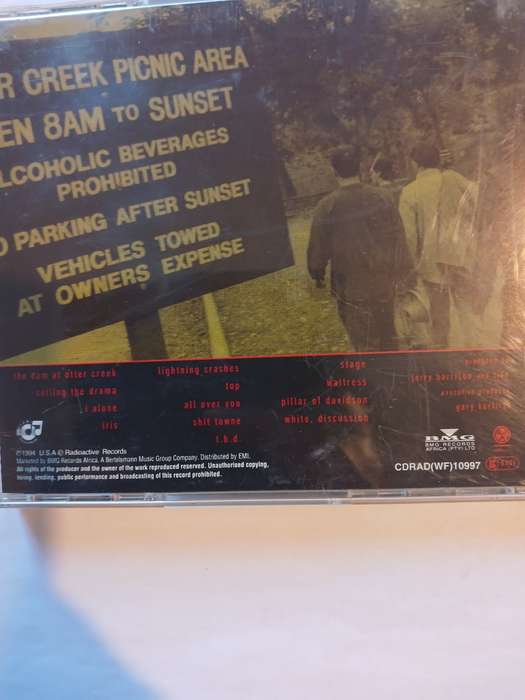 R CREEK PICNIC AREA
EN 8AM TO SUNSET
LCOHOLIC BEVERAGES
PROHIBITED
O PARKING AFTER SUNSET
VEHICLES TOWED
AT OWNERS EXPENSE
the dam at otter creek
selling the drama
i alone
iris
lightning crashes
top
all over you
shit towne
t.b.d.
stage
waitress
pillar of davidson
white, discussion
jerry harrison and live
executive producer
gary kurfirst
℗1994 U.S.A © Radioactive Records
Marketed by BMG Records Africa. A Bertelsmann Music Group Company. Distributed by EMI.
All rights of the producer and the owner of the work reproduced reserved. Unauthorised copying,
hiring, lending, public performance and broadcasting of this record prohibited.
BMG
BMG RECORDS
AFRICA (PTY) LTD
CDRAD(WF)10997